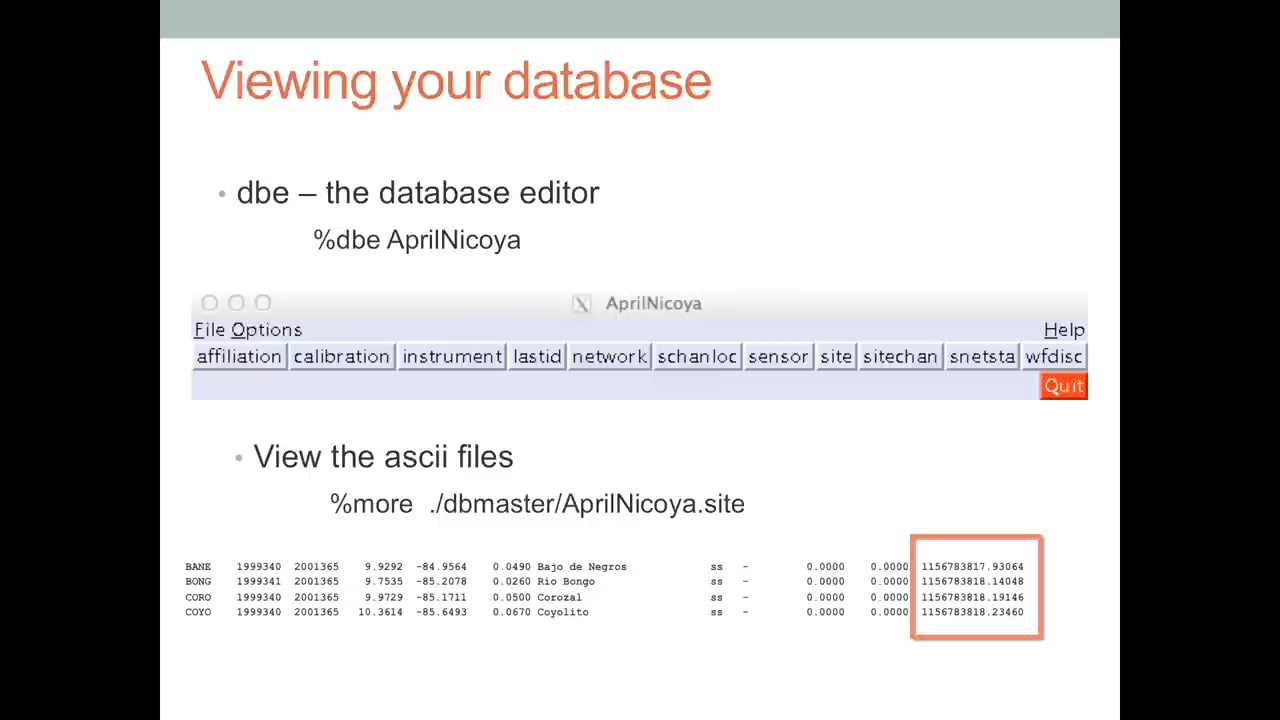 Viewing your database
• dbe – the database editor
%dbe AprilNicoya
X AprilNicoya
File Options Help
affiliation calibration instrument lastid network schanloc sensor site sitechan snetsta wfdisc
Quit
• View the ascii files
%more ./dbmaster/AprilNicoya.site
BANE 1999340 2001365 9.9292 -84.9564 0.0490 Bajo de Negros ss - 0.0000 0.0000 1156783817.93064
BONG 1999341 2001365 9.7535 -85.2078 0.0260 Rio Bongo ss - 0.0000 0.0000 1156783818.14048
CORO 1999340 2001365 9.9729 -85.1711 0.0500 Corozal ss - 0.0000 0.0000 1156783818.19146
COYO 1999340 2001365 10.3614 -85.6493 0.0670 Coyolito ss - 0.0000 0.0000 1156783818.23460